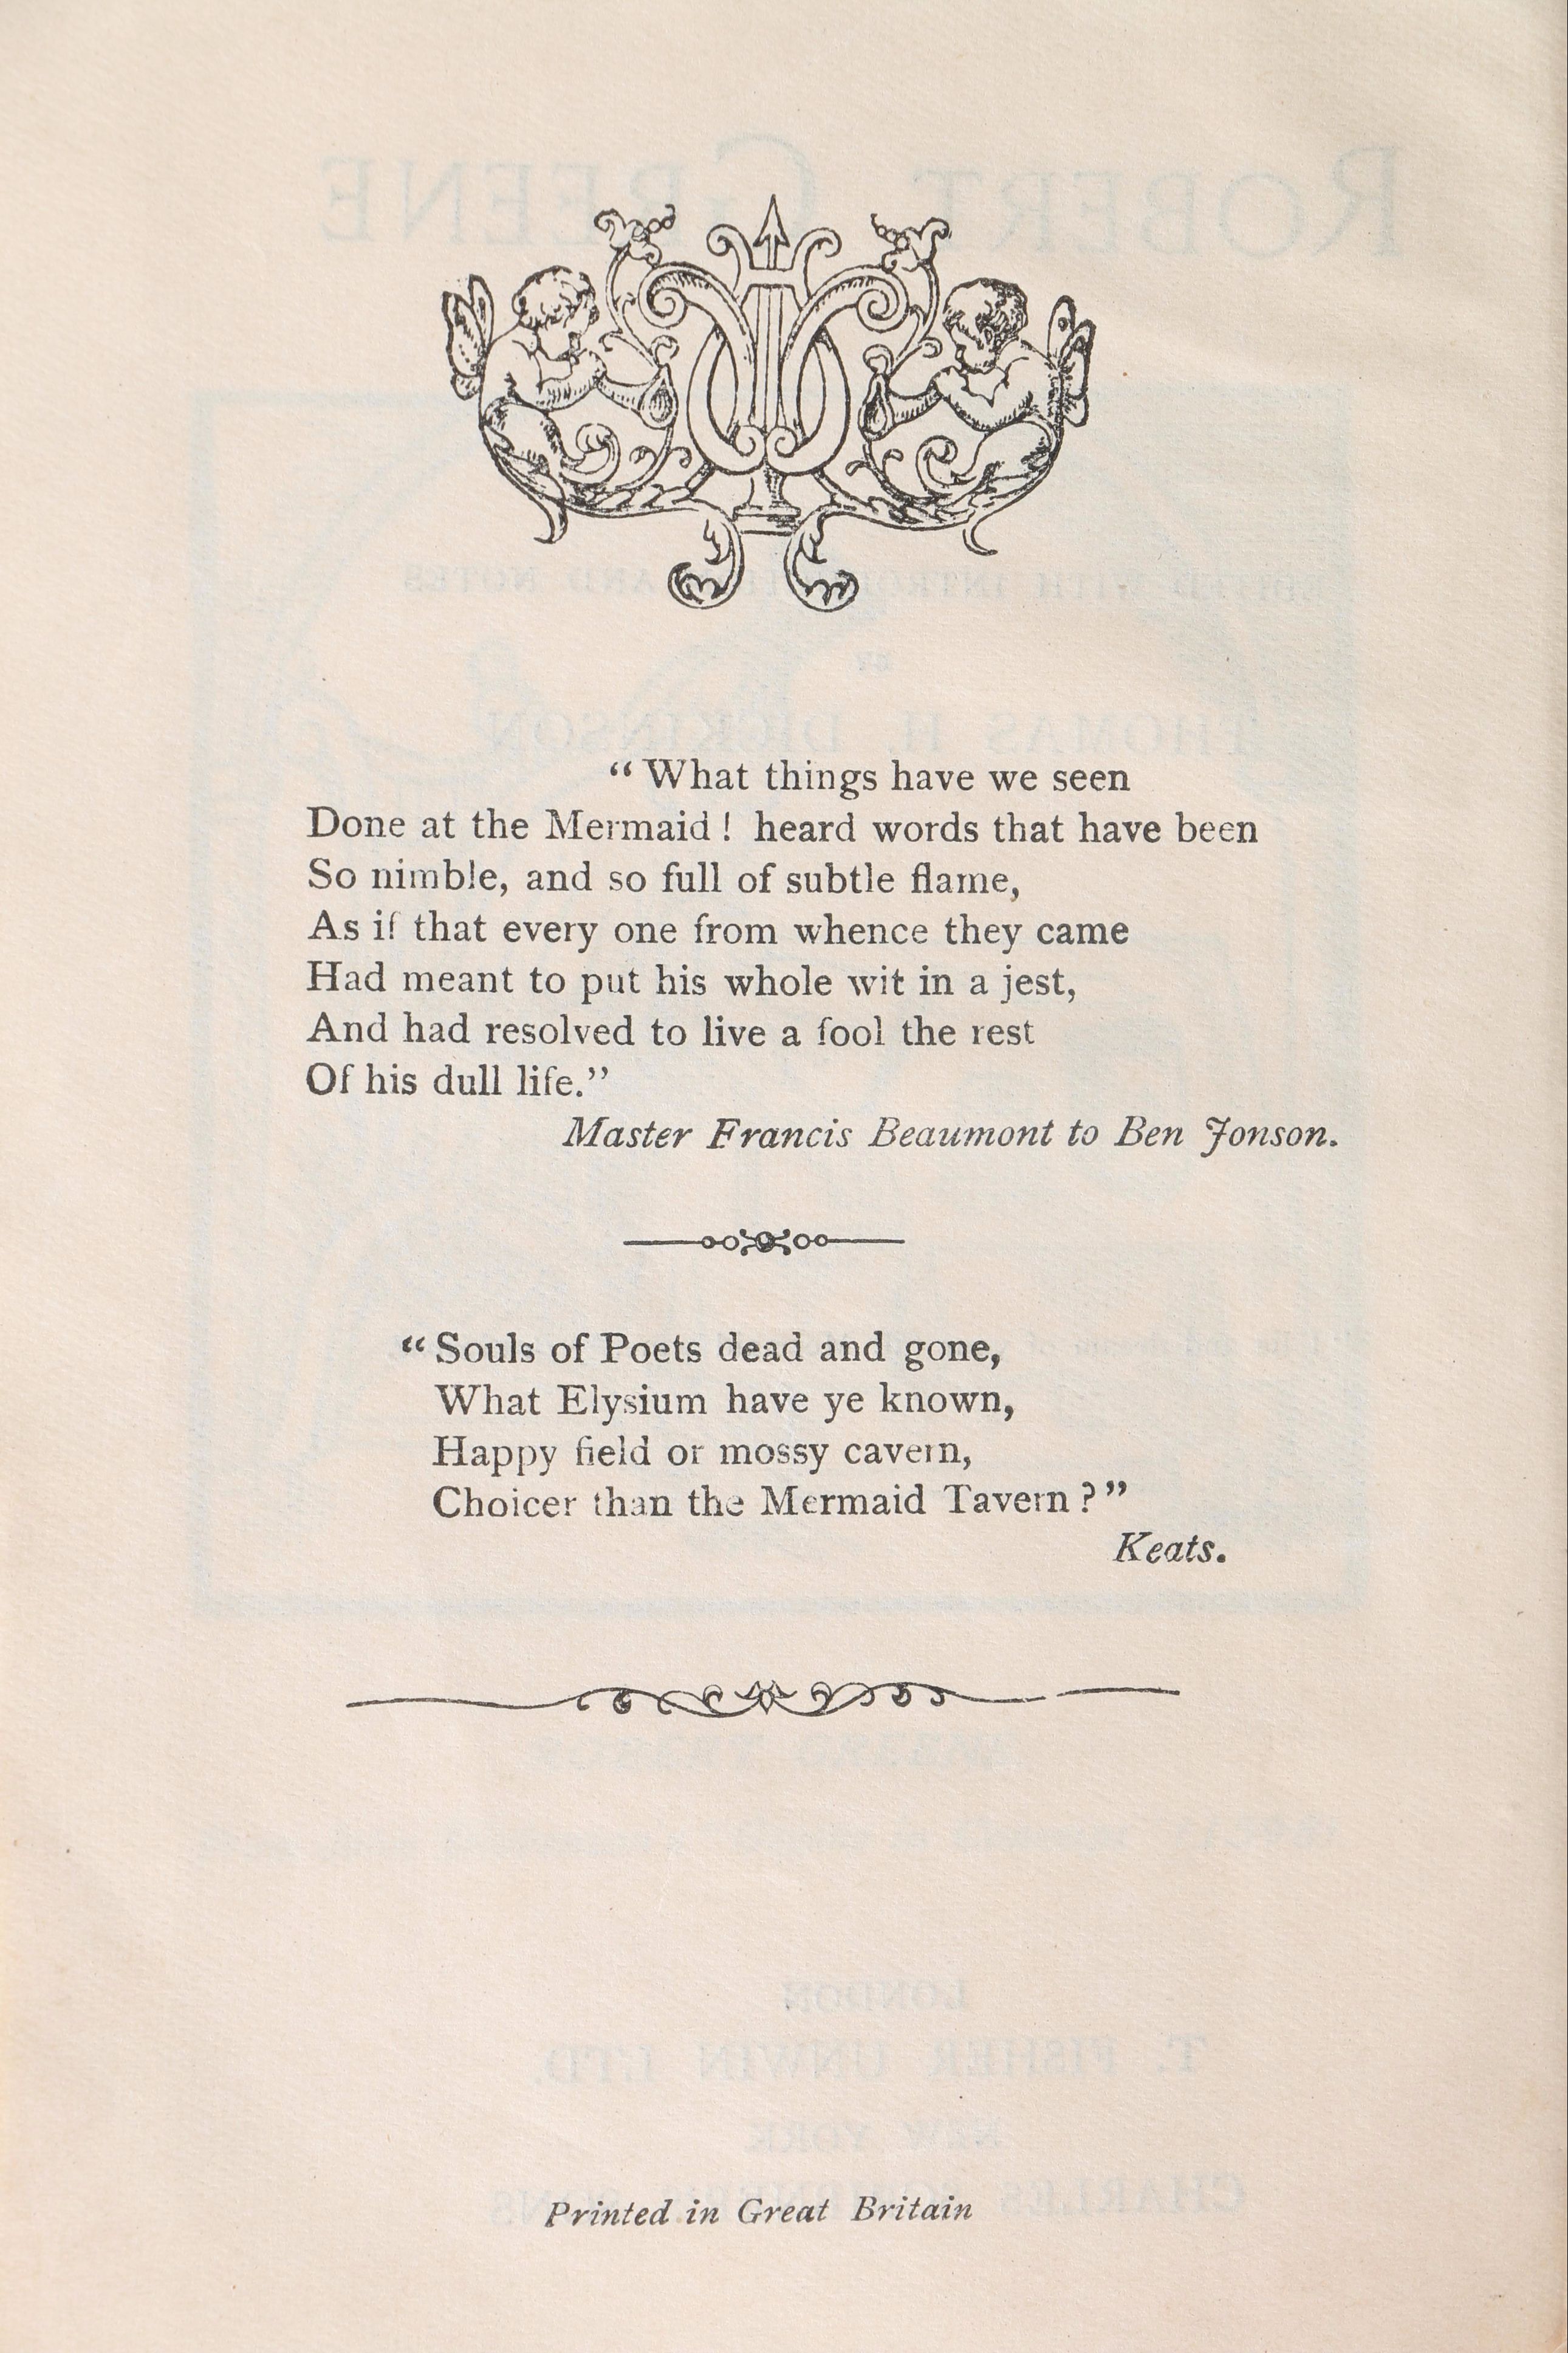 “What things have we seen
Done at the Mermaid! heard words that have been
So nimble, and so full of subtle flame,
As if that every one from whence they came
Had meant to put his whole wit in a jest,
And had resolved to live a fool the rest
Of his dull life.”
Master Francis Beaumont to Ben Jonson.
“Souls of Poets dead and gone,
What Elysium have ye known,
Happy field or mossy cavern,
Choicer than the Mermaid Tavern?”
Keats.
Printed in Great Britain